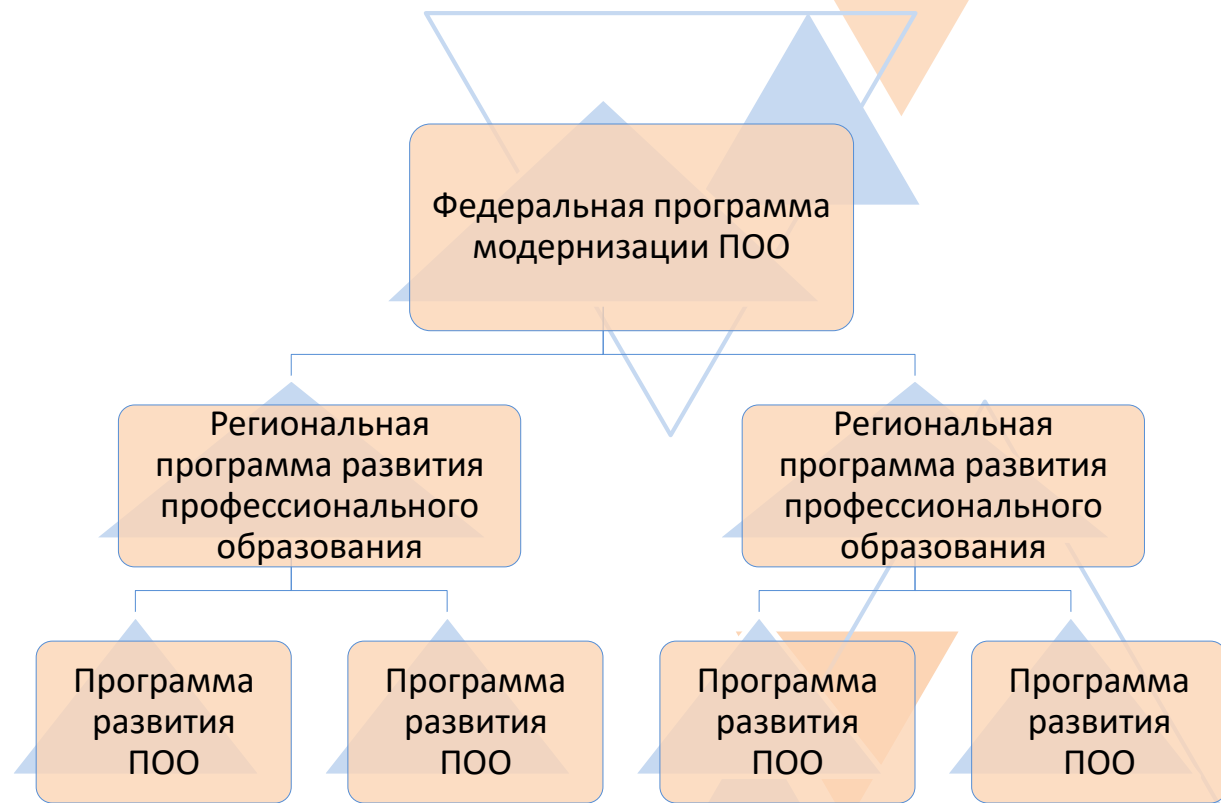 Федеральная программа
модернизации ПОО
Региональная
программа развития
профессионального
образования
Региональная
программа развития
профессионального
образования
Программа
развития
ПОО
Программа
развития
ПОО
Программа
развития
ПОО
Программа
развития
ПОО